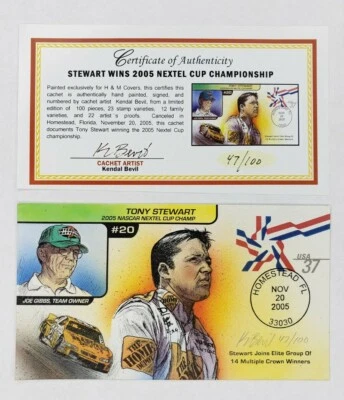 Certificate of Authenticity
STEWART WINS 2005 NEXTEL CUP CHAMPIONSHIP
Painted exclusively for H & M Covers, this certifies this
cachet is authentically hand painted, signed, and
numbered by cachet artist Kendal Bevil, from a limited
edition of 100 pieces, 23 stamp varieties, 12 family
varieties, and 22 artist's proofs. Canceled in
Homestead, Florida, November 20, 2005, this cachet
documents Tony Stewart winning the 2005 Nextel Cup
championship.
K Bevil
CACHET ARTIST
Kendal Bevil
47/100
TONY STEWART
2005 NASCAR NEXTEL CUP CHAMP
#20
JOE GIBBS, TEAM OWNER
USA
37
HOMESTEAD FL
NOV
20
2005
33030
K Bevil 47/100
Stewart Joins Elite Group Of
14 Multiple Crown Winners